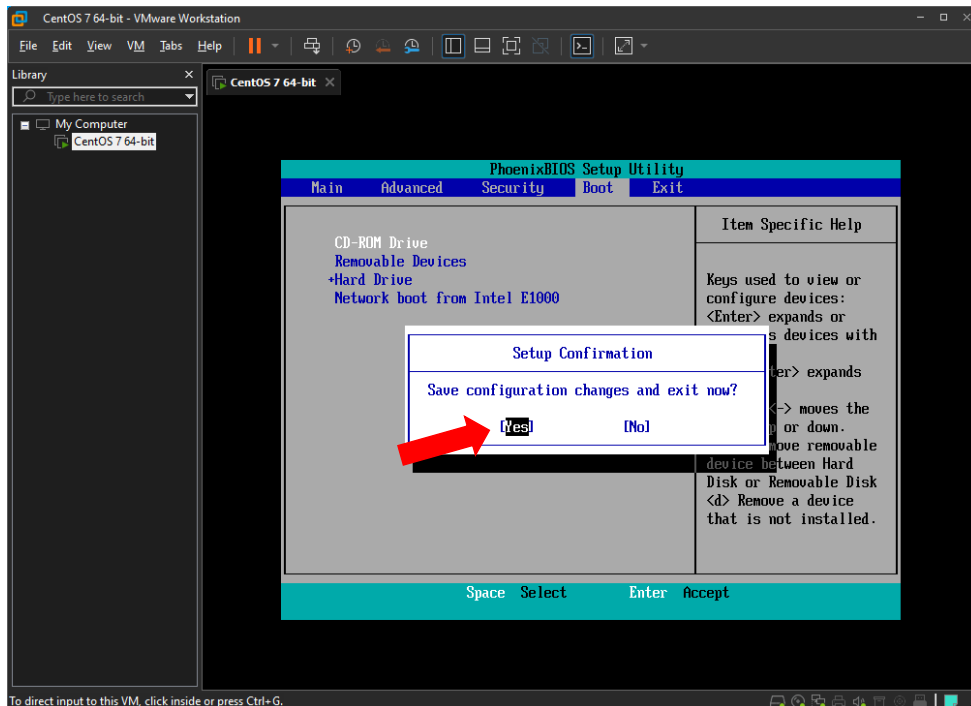 CentOS 7 64-bit - VMware Workstation
File Edit View VM Tabs Help
Library
Type here to search
My Computer
CentOS 7 64-bit
CentOS 7 64-bit
PhoenixBIOS Setup Utility
Main Advanced Security Boot Exit
CD-ROM Drive
Removable Devices
+Hard Drive
Network boot from Intel E1000
Item Specific Help
Keys used to view or
configure devices:
<Enter> expands or
s devices with
ter> expands
<-> moves the
p or down.
move removable
device between Hard
Disk or Removable Disk
<d> Remove a device
that is not installed.
Setup Confirmation
Save configuration changes and exit now?
[Yes] [No]
Space Select Enter Accept
To direct input to this VM, click inside or press Ctrl+G.